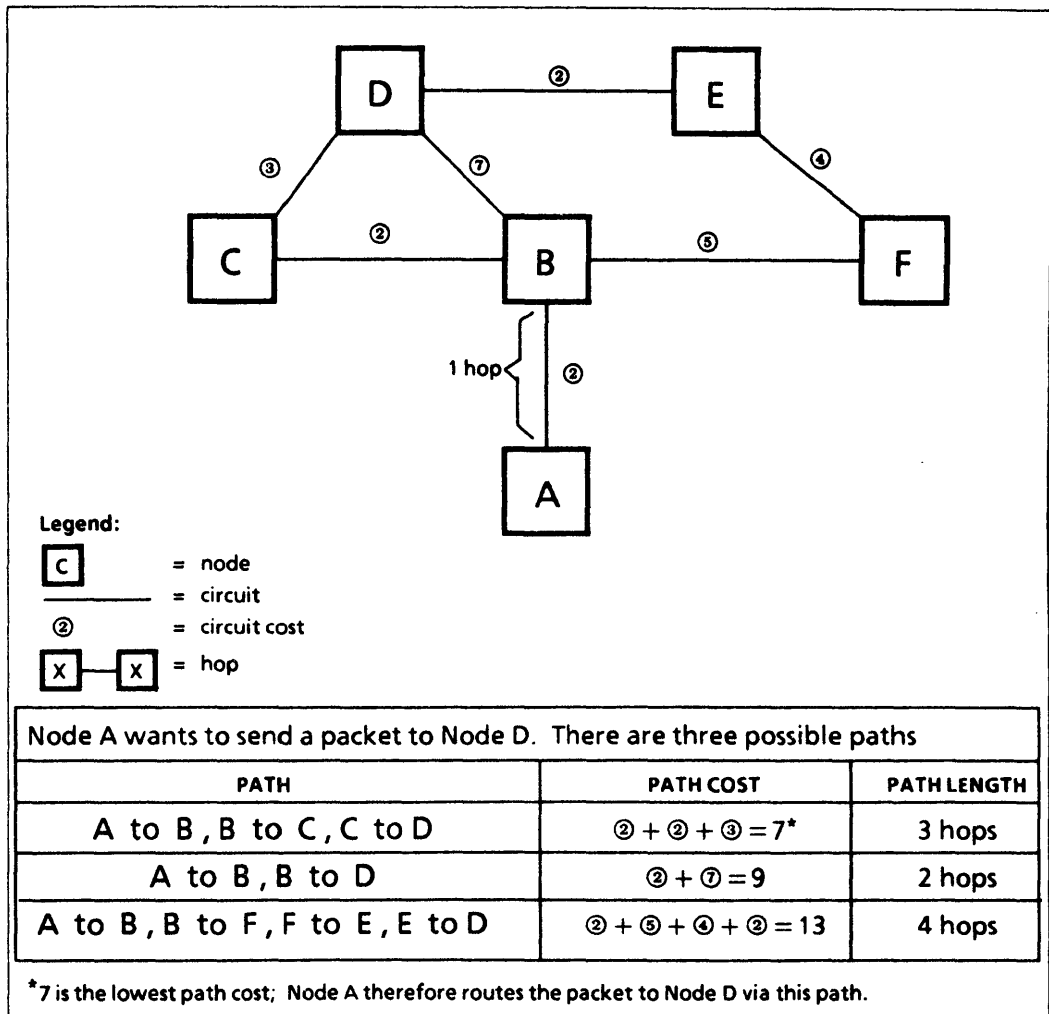 D
②
E
③
⑦
④
C
②
B
⑤
F
1 hop
②
A
Legend:
C = node
= circuit
② = circuit cost
X X = hop
Node A wants to send a packet to Node D. There are three possible paths
PATH PATH COST PATH LENGTH
A to B, B to C, C to D ② + ② + ③ = 7* 3 hops
A to B, B to D ② + ⑦ = 9 2 hops
A to B, B to F, F to E, E to D ② + ⑤ + ④ + ② = 13 4 hops
*7 is the lowest path cost; Node A therefore routes the packet to Node D via this path.